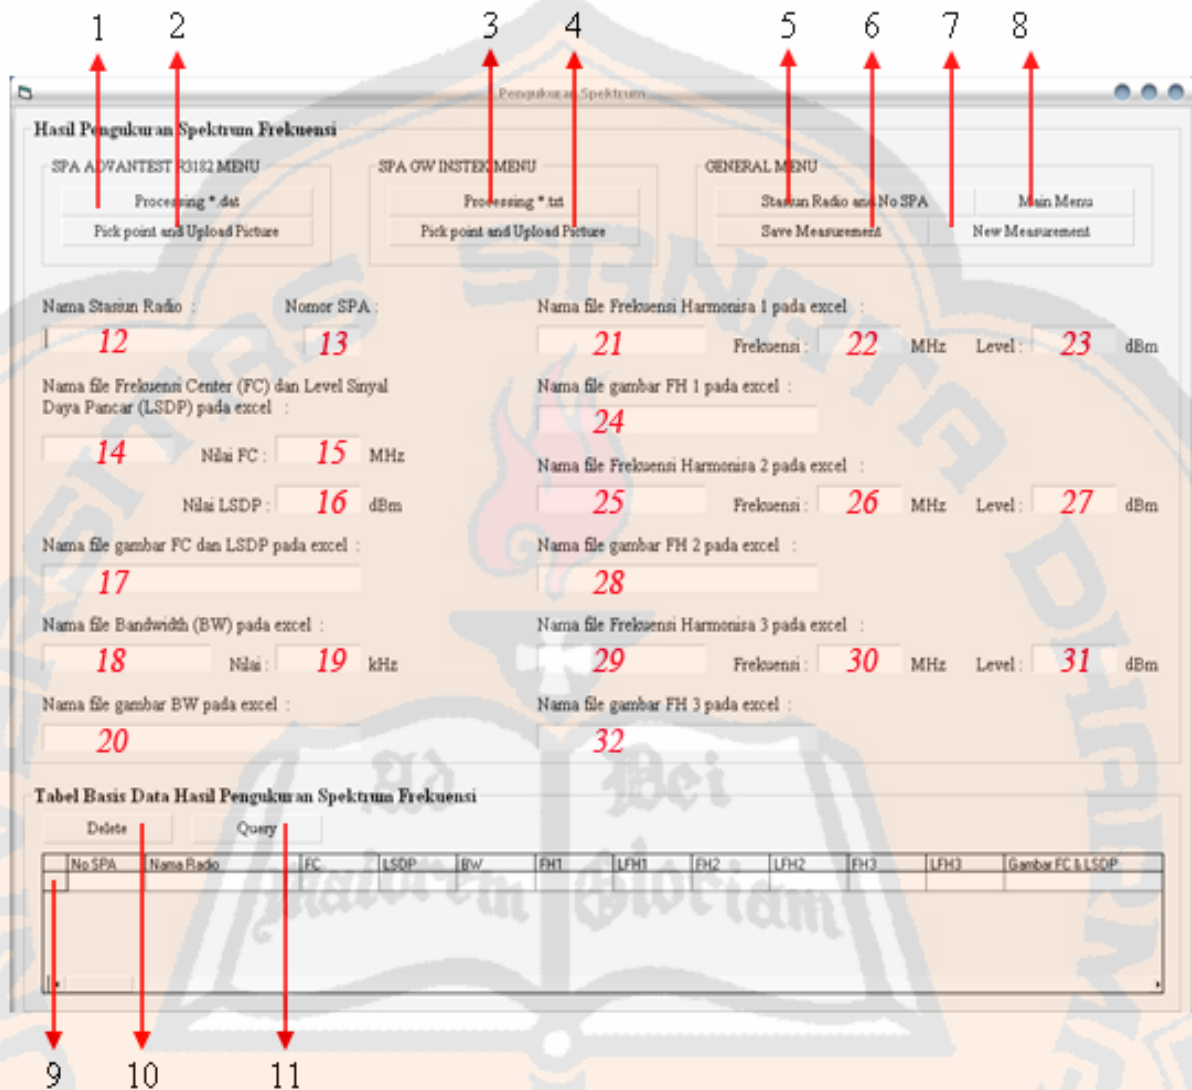 1 2 3 4 5 6 7 8
Pengukuran Spektrum
Hasil Pengukuran Spektrum Frekuensi
SPA ADVANTEST R3182 MENU SPA GW INSTEK MENU GENERAL MENU
Processing *.dat Processing *.txt Stasiun Radio and No SPA Main Menu
Pick point and Upload Picture Pick point and Upload Picture Save Measurement New Measurement
Nama Stasiun Radio : Nomor SPA : Nama file Frekuensi Harmonisa 1 pada excel :
12 13 21 Frekuensi : 22 MHz Level : 23 dBm
Nama file Frekuensi Center (FC) dan Level Sinyal Nama file gambar FH 1 pada excel :
Daya Pancar (LSDP) pada excel : 24
14 Nilai FC : 15 MHz Nama file Frekuensi Harmonisa 2 pada excel :
Nilai LSDP : 16 dBm 25 Frekuensi : 26 MHz Level : 27 dBm
Nama file gambar FC dan LSDP pada excel : Nama file gambar FH 2 pada excel :
17 28
Nama file Bandwidth (BW) pada excel : Nama file Frekuensi Harmonisa 3 pada excel :
18 Nilai : 19 kHz 29 Frekuensi : 30 MHz Level : 31 dBm
Nama file gambar BW pada excel : Nama file gambar FH 3 pada excel :
20 32
Tabel Basis Data Hasil Pengukuran Spektrum Frekuensi
Delete Query
No SPA Nama Radio FC LSDP BW FH1 LFH1 FH2 LFH2 FH3 LFH3 Gambar FC & LSDP
9 10 11
SANATA DHARMA
Ad Dei
Maiorem Gloriam